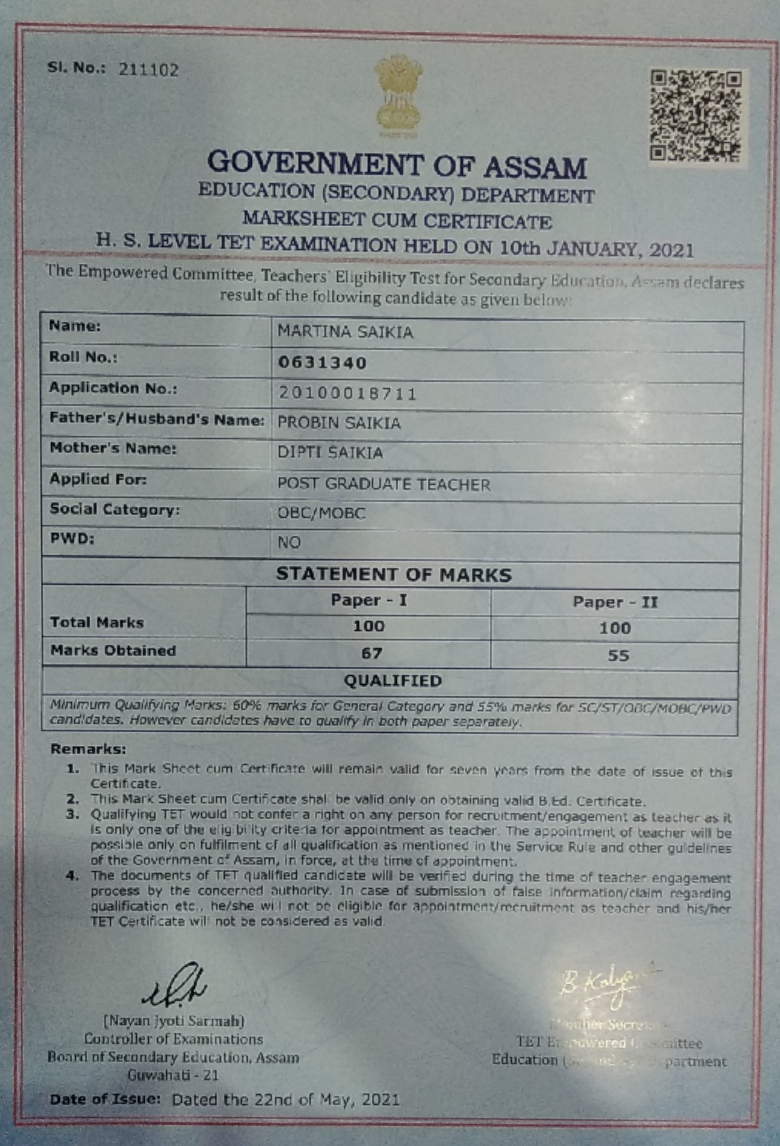 Sl. No.: 211102
GOVERNMENT OF ASSAM
EDUCATION (SECONDARY) DEPARTMENT
MARKSHEET CUM CERTIFICATE
H. S. LEVEL TET EXAMINATION HELD ON 10th JANUARY, 2021
The Empowered Committee, Teachers' Eligibility Test for Secondary Education, Assam declares
result of the following candidate as given below:
Name: MARTINA SAIKIA
Roll No.: 0631340
Application No.: 20100018711
Father's/Husband's Name: PROBIN SAIKIA
Mother's Name: DIPTI SAIKIA
Applied For: POST GRADUATE TEACHER
Social Category: OBC/MOBC
PWD: NO
STATEMENT OF MARKS
Paper - I Paper - II
Total Marks 100 100
Marks Obtained 67 55
QUALIFIED
Minimum Qualifying Marks: 60% marks for General Category and 55% marks for SC/ST/OBC/MOBC/PWD
candidates. However candidates have to qualify in both paper separately.
Remarks:
1. This Mark Sheet cum Certificate will remain valid for seven years from the date of issue of this
Certificate.
2. This Mark Sheet cum Certificate shall be valid only on obtaining valid B.Ed. Certificate.
3. Qualifying TET would not confer a right on any person for recruitment/engagement as teacher as it
is only one of the eligibility criteria for appointment as teacher. The appointment of teacher will be
possible only on fulfilment of all qualification as mentioned in the Service Rule and other guidelines
of the Government of Assam, in force, at the time of appointment.
4. The documents of TET qualified candidate will be verified during the time of teacher engagement
process by the concerned authority. In case of submission of false information/claim regarding
qualification etc., he/she will not be eligible for appointment/recruitment as teacher and his/her
TET Certificate will not be considered as valid.
B Kalyan
(Nayan Jyoti Sarmah) Member Secretary
Controller of Examinations TET Empowered Committee
Board of Secondary Education, Assam Education (Secondary) Department
Guwahati - 21
Date of Issue: Dated the 22nd of May, 2021